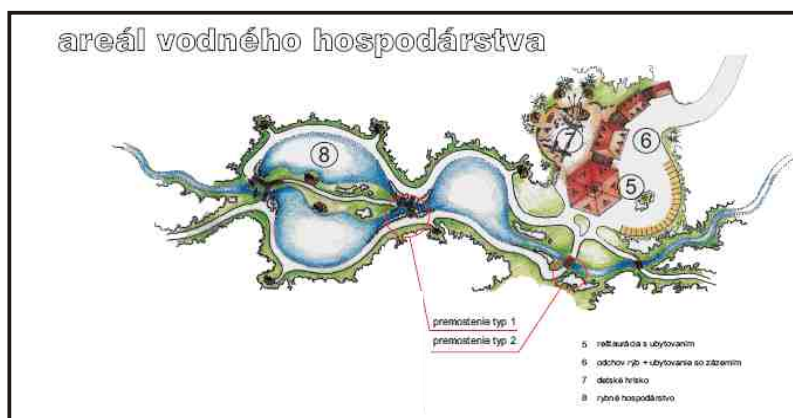 areál vodného hospodárstva
8
7
6
5
premostenie typ 1
premostenie typ 2
5 reštaurácia s ubytovaním
6 odchov rýb + ubytovanie so zázemím
7 detské hrisko
8 rybné hospodárstvo